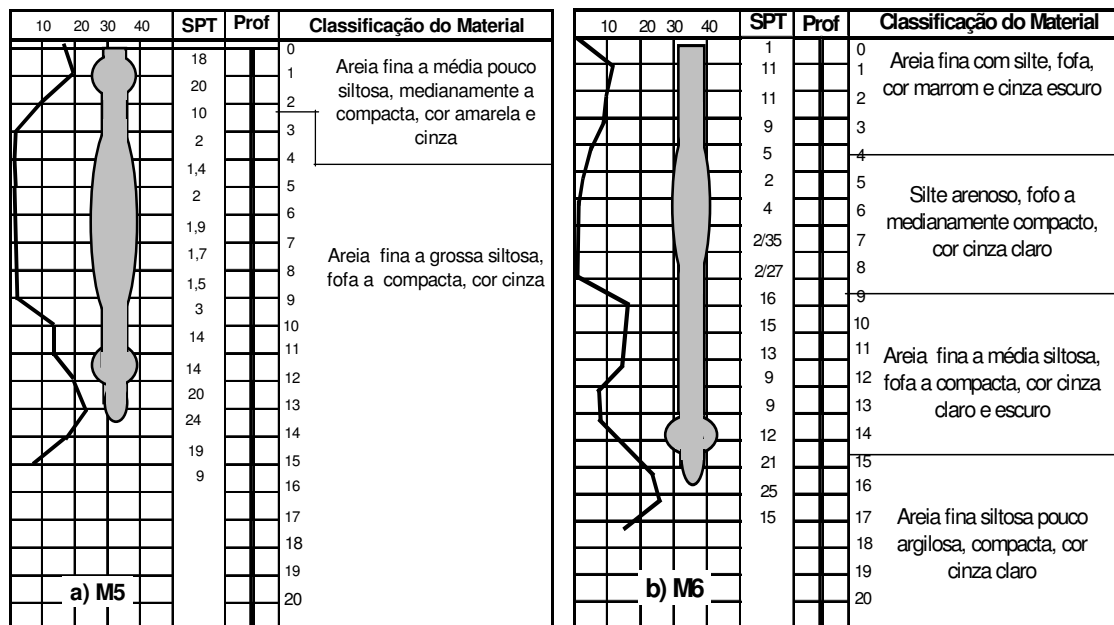 10 20 30 40 SPT Prof Classificação do Material
0
18
1
20
2
10
3
2
4
1,4
5
2
6
1,9
7
1,7
8
1,5
9
3
10
14
11
14
12
20
13
24
14
19
15
9
16
17
18
19
20
Areia fina a média pouco
siltosa, medianamente a
compacta, cor amarela e
cinza
Areia fina a grossa siltosa,
fofa a compacta, cor cinza
a) M5
10 20 30 40 SPT Prof Classificação do Material
1 0
11 1
11 2
9 3
5 4
2 5
4 6
2/35 7
2/27 8
16 9
15 10
13 11
9 12
9 13
12 14
21 15
25 16
15 17
18
19
20
Areia fina com silte, fofa,
cor marrom e cinza escuro
Silte arenoso, fofo a
medianamente compacto,
cor cinza claro
Areia fina a média siltosa,
fofa a compacta, cor cinza
claro e escuro
Areia fina siltosa pouco
argilosa, compacta, cor
cinza claro
b) M6